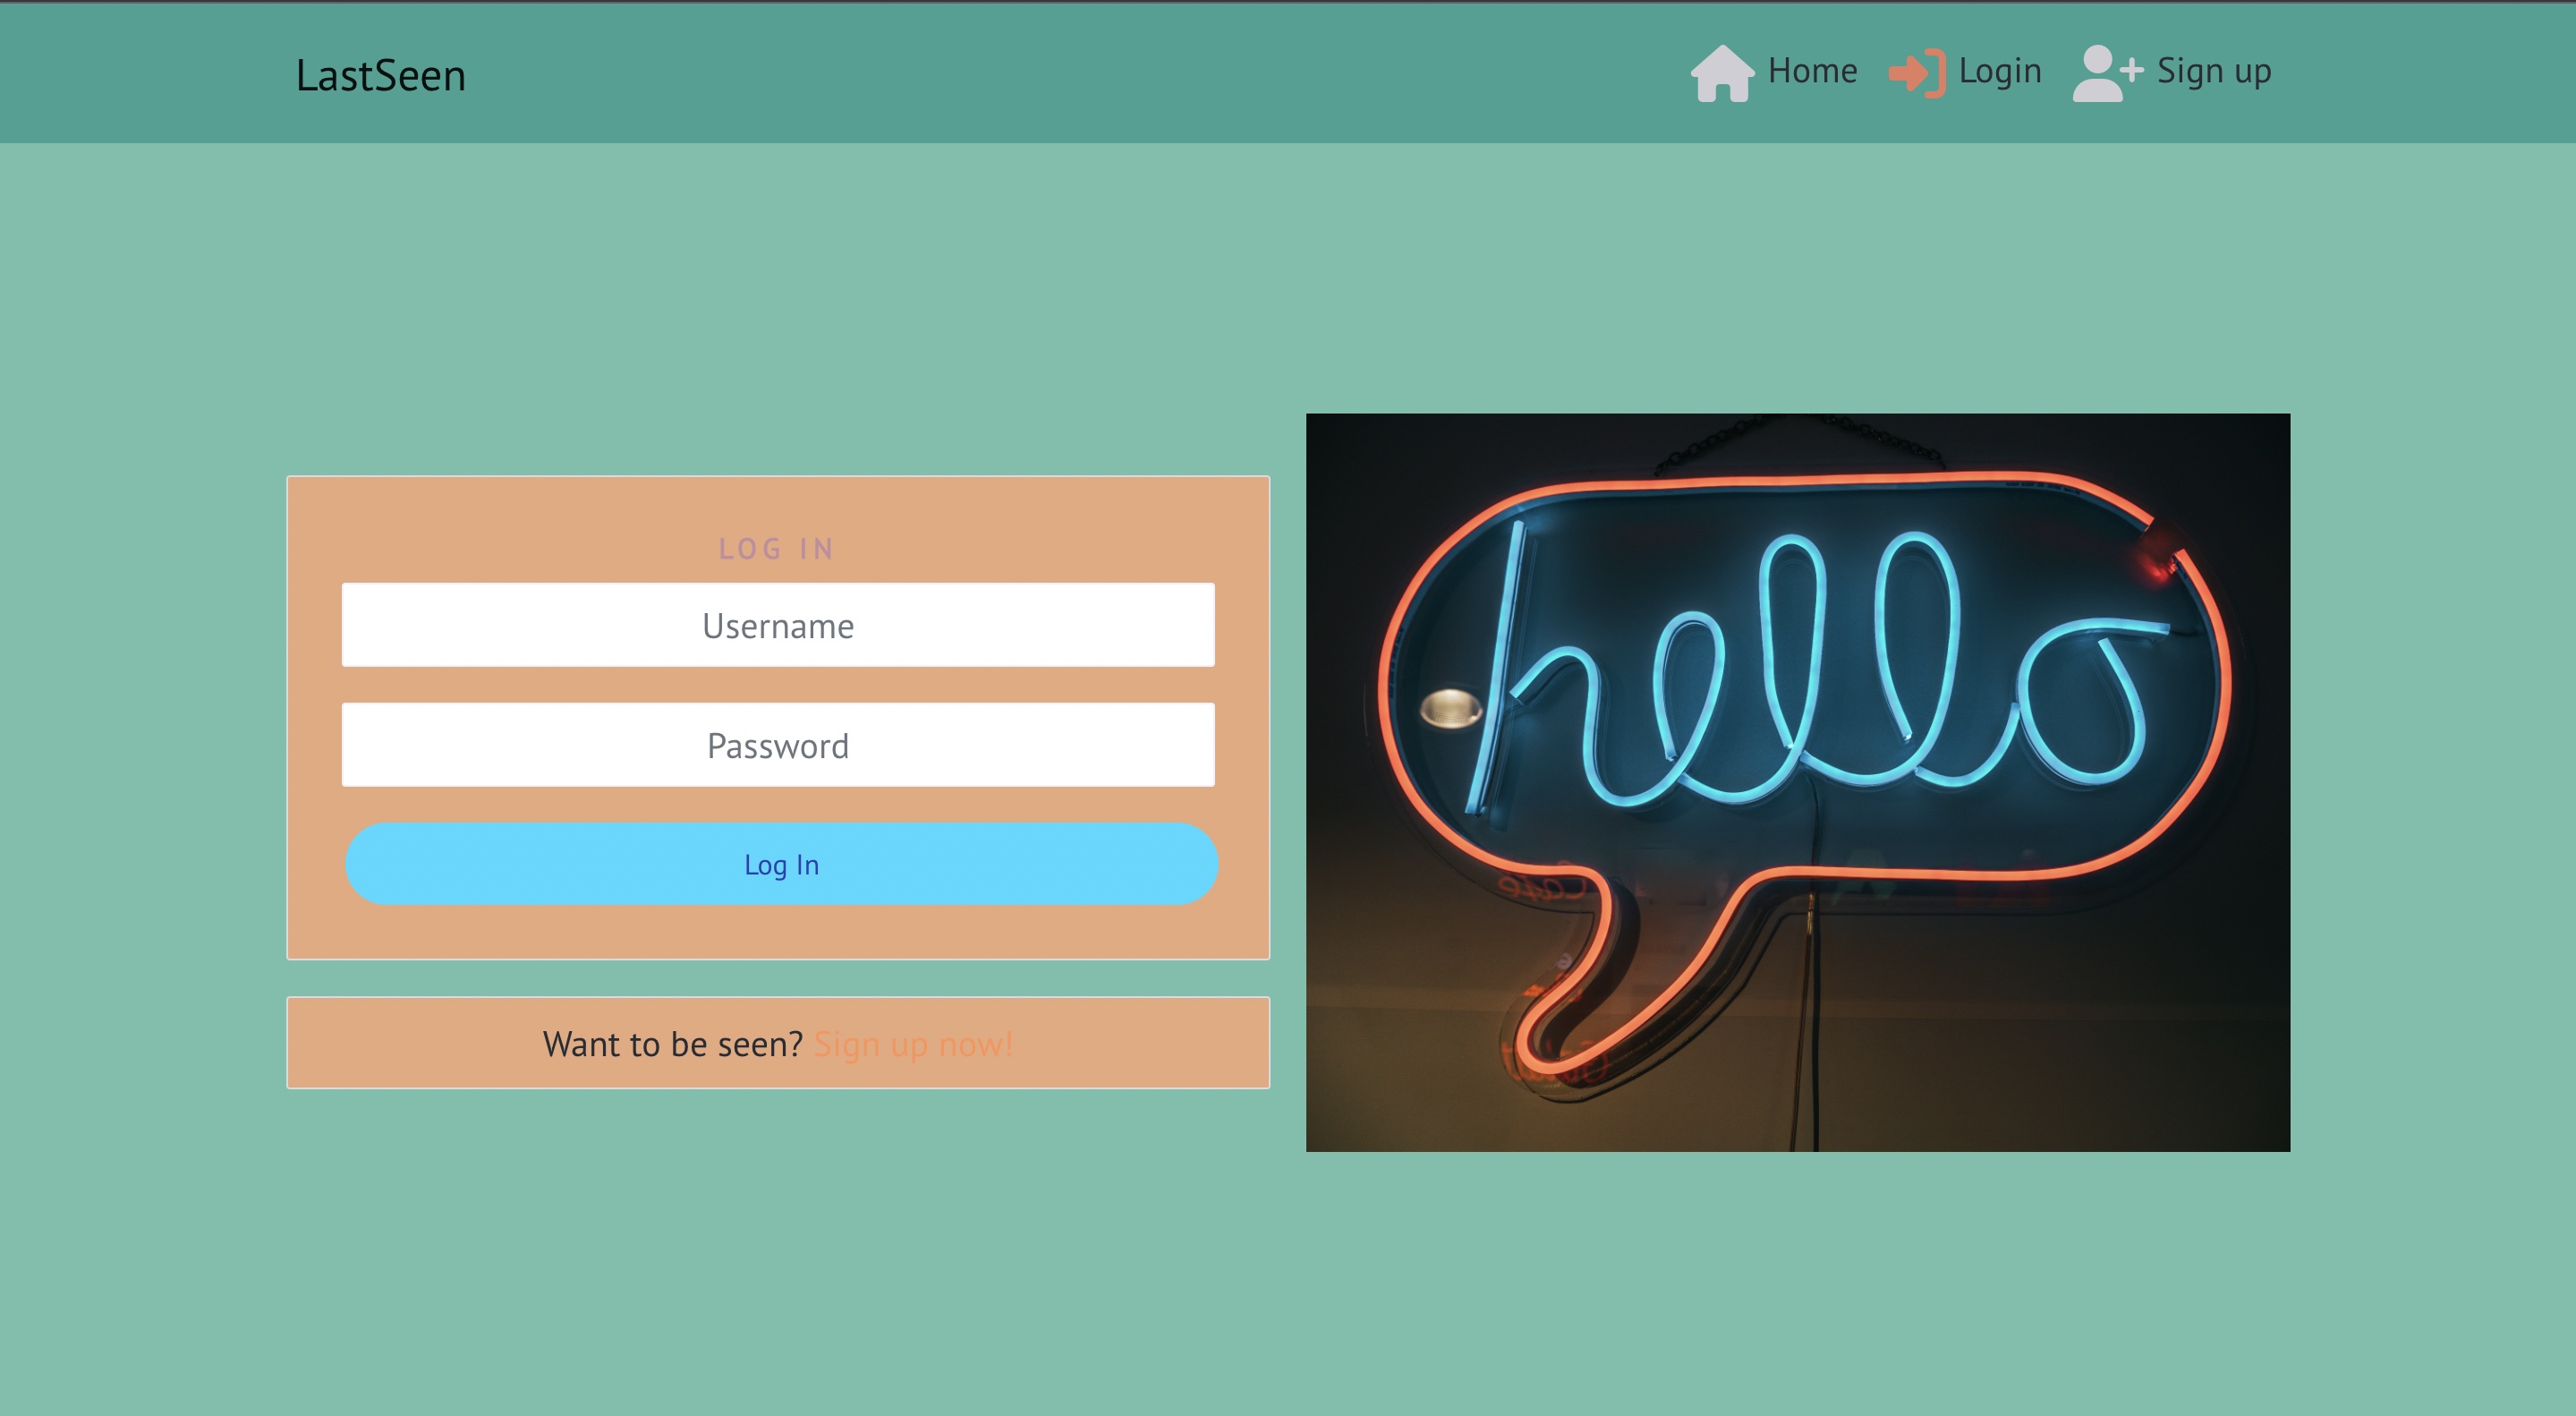 LastSeen
Home Login Sign up
LOG IN
Username
Password
Log In
Want to be seen? Sign up now!
hello